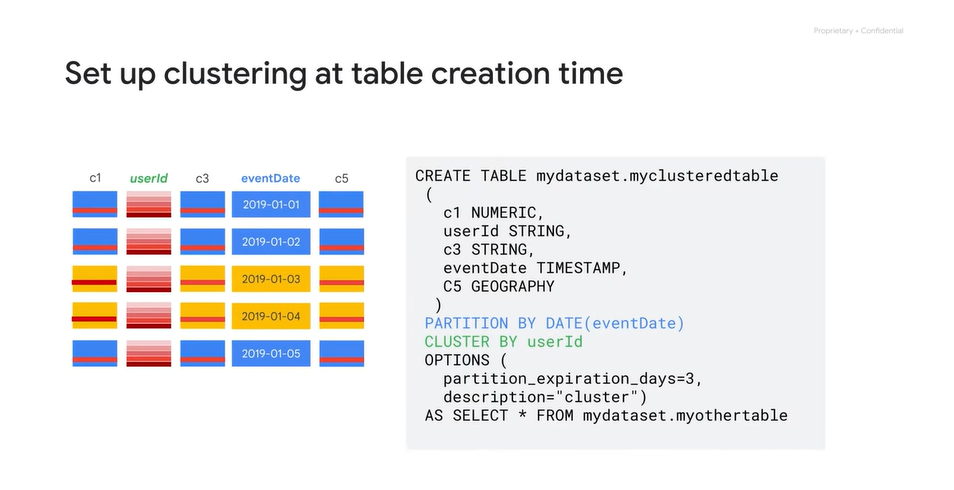 Proprietary + Confidential
Set up clustering at table creation time
c1 userId c3 eventDate c5
2019-01-01
2019-01-02
2019-01-03
2019-01-04
2019-01-05
CREATE TABLE mydataset.myclusteredtable
(
c1 NUMERIC,
userId STRING,
c3 STRING,
eventDate TIMESTAMP,
C5 GEOGRAPHY
)
PARTITION BY DATE(eventDate)
CLUSTER BY userId
OPTIONS (
partition_expiration_days=3,
description="cluster")
AS SELECT * FROM mydataset.myothertable